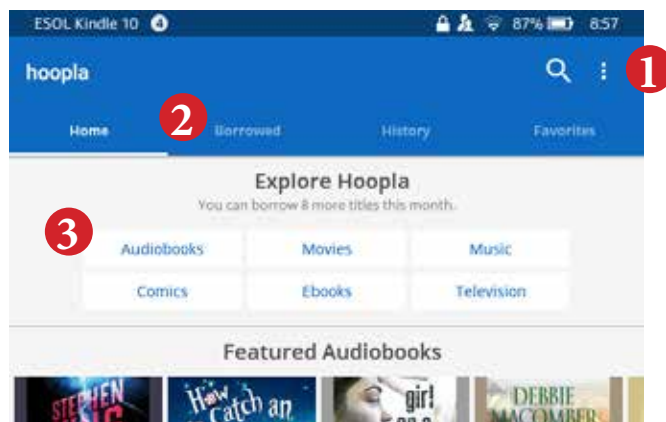 ESOL Kindle 10 4 87% 8:57
hoopla
1
2
Home Borrowed History Favorites
Explore Hoopla
You can borrow 8 more titles this month.
3
Audiobooks Movies Music
Comics Ebooks Television
Featured Audiobooks
STEPHEN How girl DEBBIE
Catch an MACOMBER